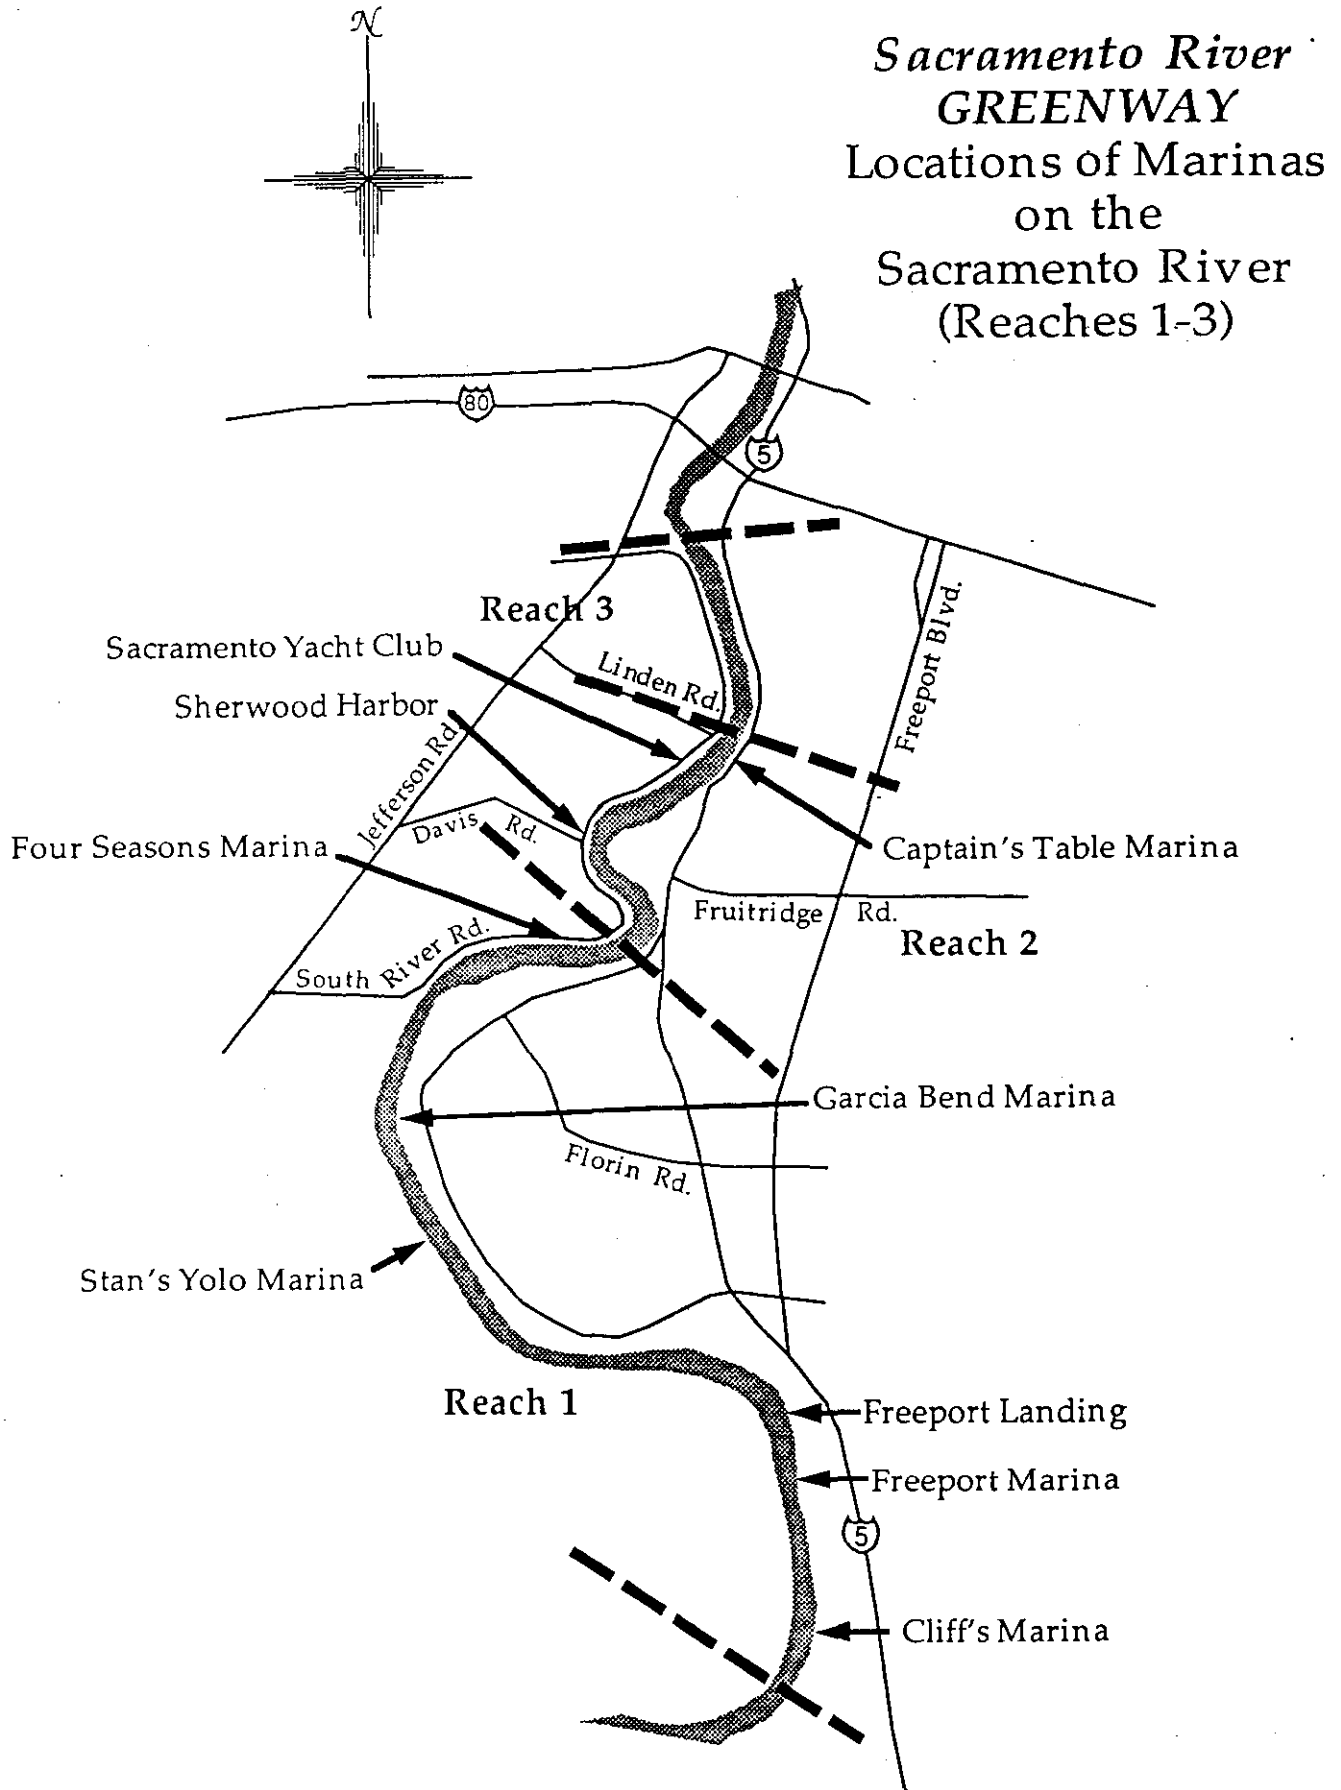 N
Sacramento River
GREENWAY
Locations of Marinas
on the
Sacramento River
(Reaches 1-3)
80
5
Reach 3
Freeport Blvd.
Sacramento Yacht Club
Linden Rd.
Sherwood Harbor
Jefferson Rd.
Davis Rd.
Four Seasons Marina
Captain's Table Marina
Fruitridge Rd.
Reach 2
South River Rd.
Garcia Bend Marina
Florin Rd.
Stan's Yolo Marina
Reach 1
Freeport Landing
Freeport Marina
5
Cliff's Marina